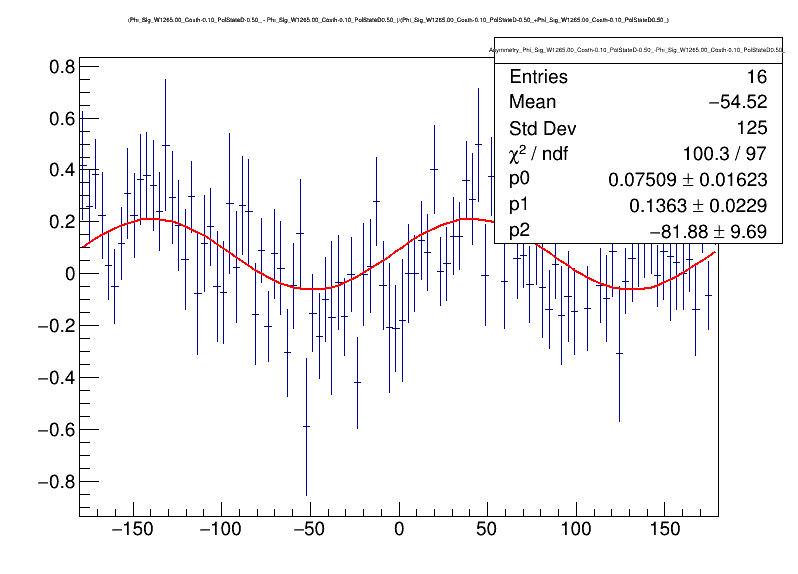 (Phi_Sig_W1265.00_Costh-0.10_PolStateD-0.50_ - Phi_Sig_W1265.00_Costh-0.10_PolStateD0.50_)/(Phi_Sig_W1265.00_Costh-0.10_PolStateD-0.50_+Phi_Sig_W1265.00_Costh-0.10_PolStateD0.50_)
Asymmetry_Phi_Sig_W1265.00_Costh-0.10_PolStateD-0.50_-Phi_Sig_W1265.00_Costh-0.10_PolStateD0.50_
Entries 16
Mean −54.52
Std Dev 125
χ² / ndf 100.3 / 97
p0 0.07509 ± 0.01623
p1 0.1363 ± 0.0229
p2 −81.88 ± 9.69
0.8
0.6
0.4
0.2
0
−0.2
−0.4
−0.6
−0.8
−150 −100 −50 0 50 100 150